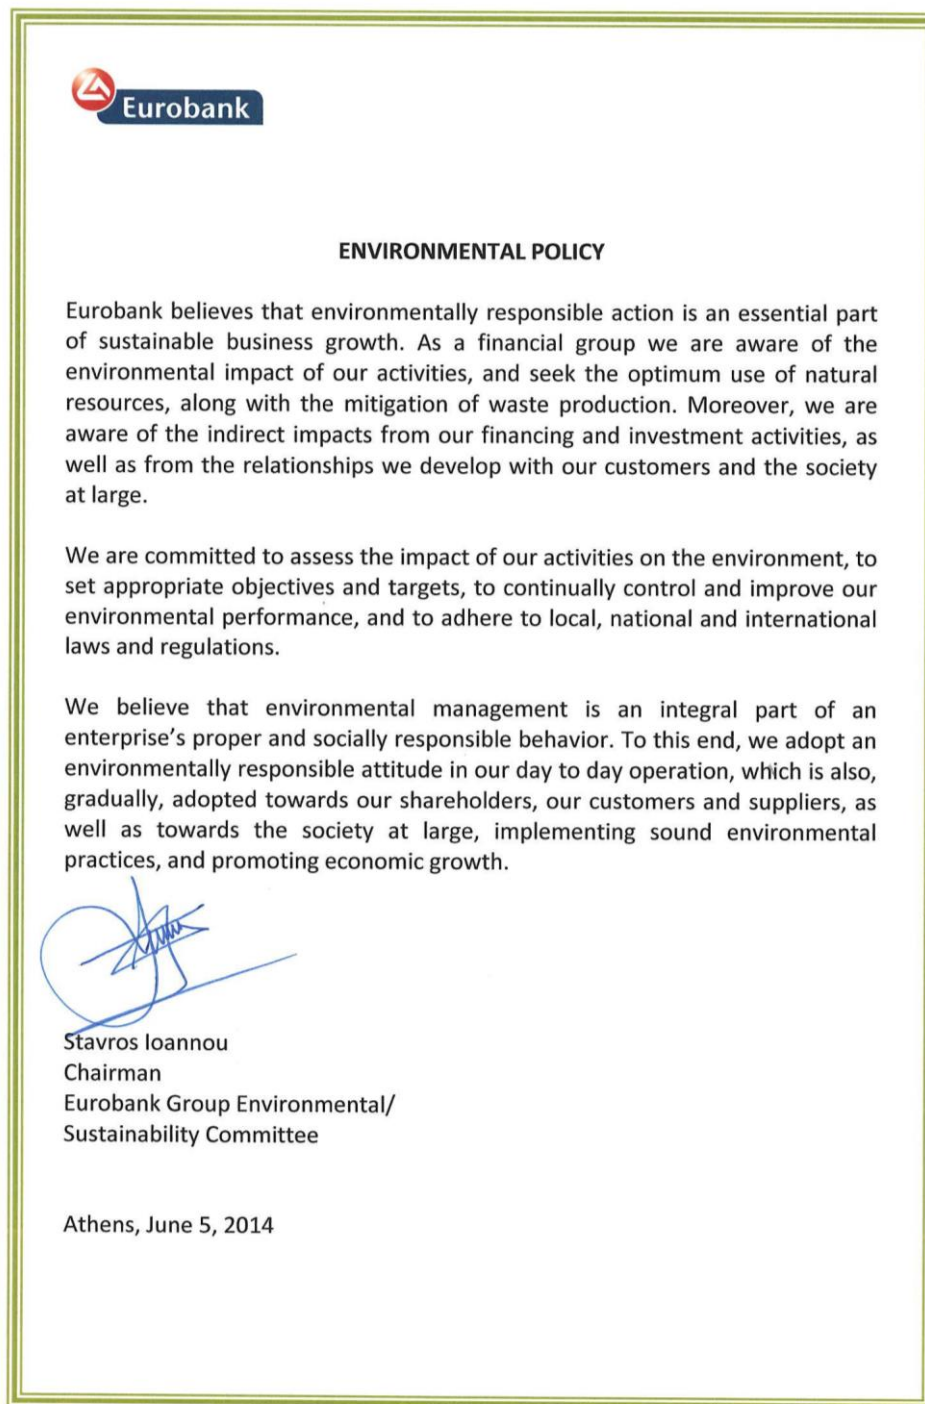 Eurobank
ENVIRONMENTAL POLICY
Eurobank believes that environmentally responsible action is an essential part
of sustainable business growth. As a financial group we are aware of the
environmental impact of our activities, and seek the optimum use of natural
resources, along with the mitigation of waste production. Moreover, we are
aware of the indirect impacts from our financing and investment activities, as
well as from the relationships we develop with our customers and the society
at large.
We are committed to assess the impact of our activities on the environment, to
set appropriate objectives and targets, to continually control and improve our
environmental performance, and to adhere to local, national and international
laws and regulations.
We believe that environmental management is an integral part of an
enterprise's proper and socially responsible behavior. To this end, we adopt an
environmentally responsible attitude in our day to day operation, which is also,
gradually, adopted towards our shareholders, our customers and suppliers, as
well as towards the society at large, implementing sound environmental
practices, and promoting economic growth.
Stavros Ioannou
Chairman
Eurobank Group Environmental/
Sustainability Committee
Athens, June 5, 2014